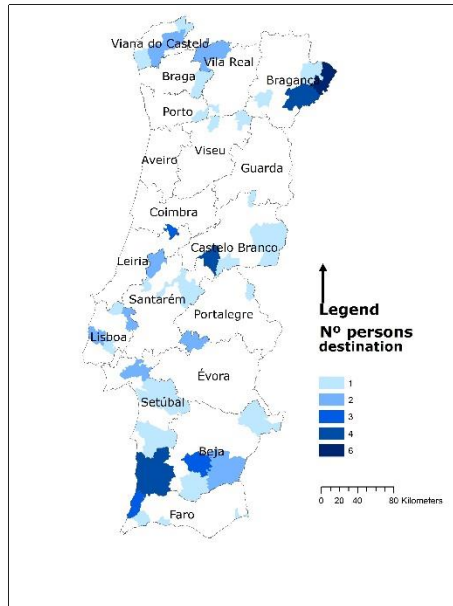 Viana do Castelo
Vila Real
Braga
Bragança
Porto
Viseu
Aveiro
Guarda
Coimbra
Castelo Branco
Leiria
Santarém
Portalegre
Lisboa
Évora
Setúbal
Beja
Faro
Legend
Nº persons
destination
1
2
3
4
6
0 20 40 80 Kilometers